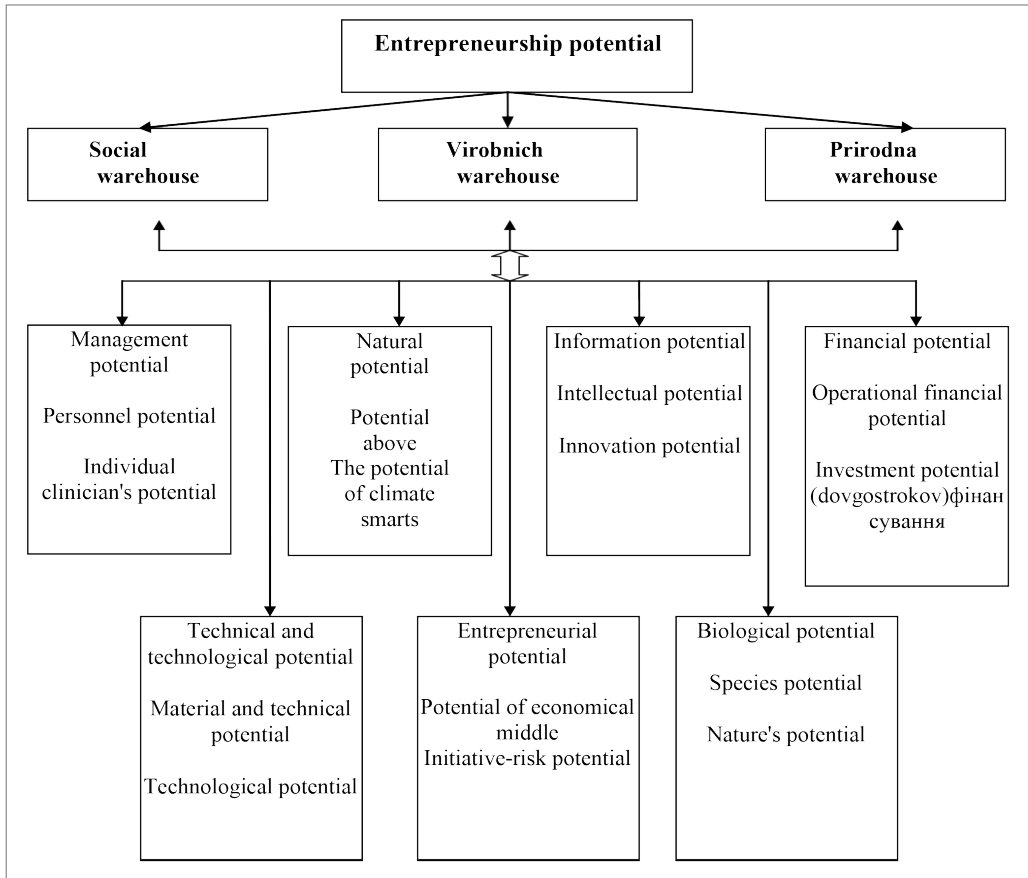 Entrepreneurship potential
Social
warehouse
Virobnich
warehouse
Prirodna
warehouse
Management
potential
Personnel potential
Individual
clinician's potential
Natural
potential
Potential
above
The potential
of climate
smarts
Information potential
Intellectual potential
Innovation potential
Financial potential
Operational financial
potential
Investment potential
(dovgostrokov)фінан
сування
Technical and
technological potential
Material and technical
potential
Technological potential
Entrepreneurial
potential
Potential of economical
middle
Initiative-risk potential
Biological potential
Species potential
Nature's potential